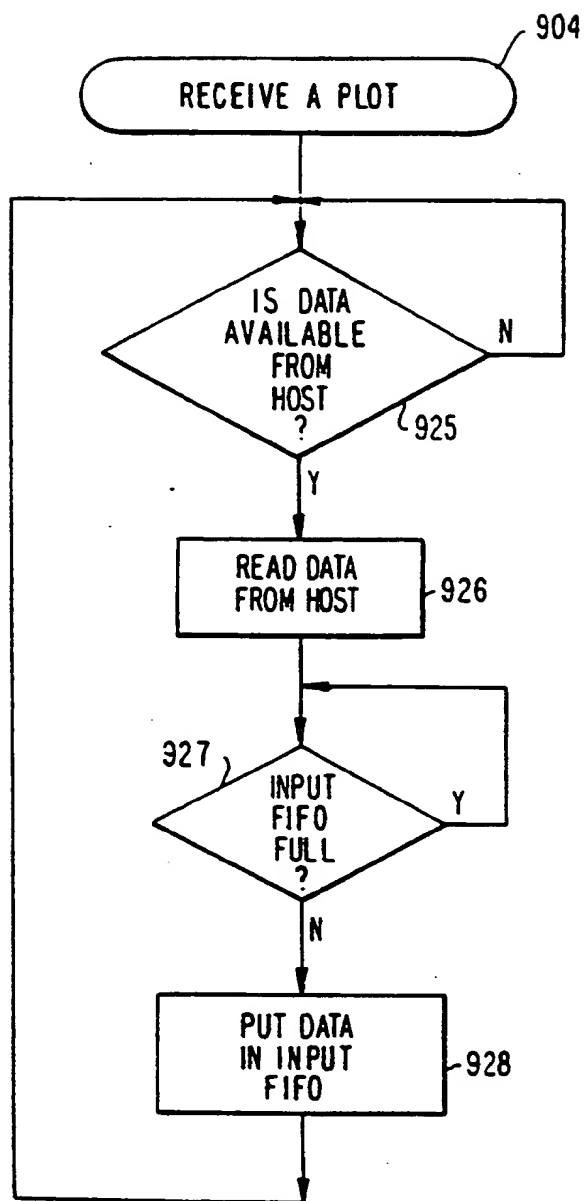 904
RECEIVE A PLOT
IS DATA
AVAILABLE
FROM
HOST
?
N
925
Y
READ DATA
FROM HOST
926
927
INPUT
FIFO
FULL
?
Y
N
PUT DATA
IN INPUT
FIFO
928